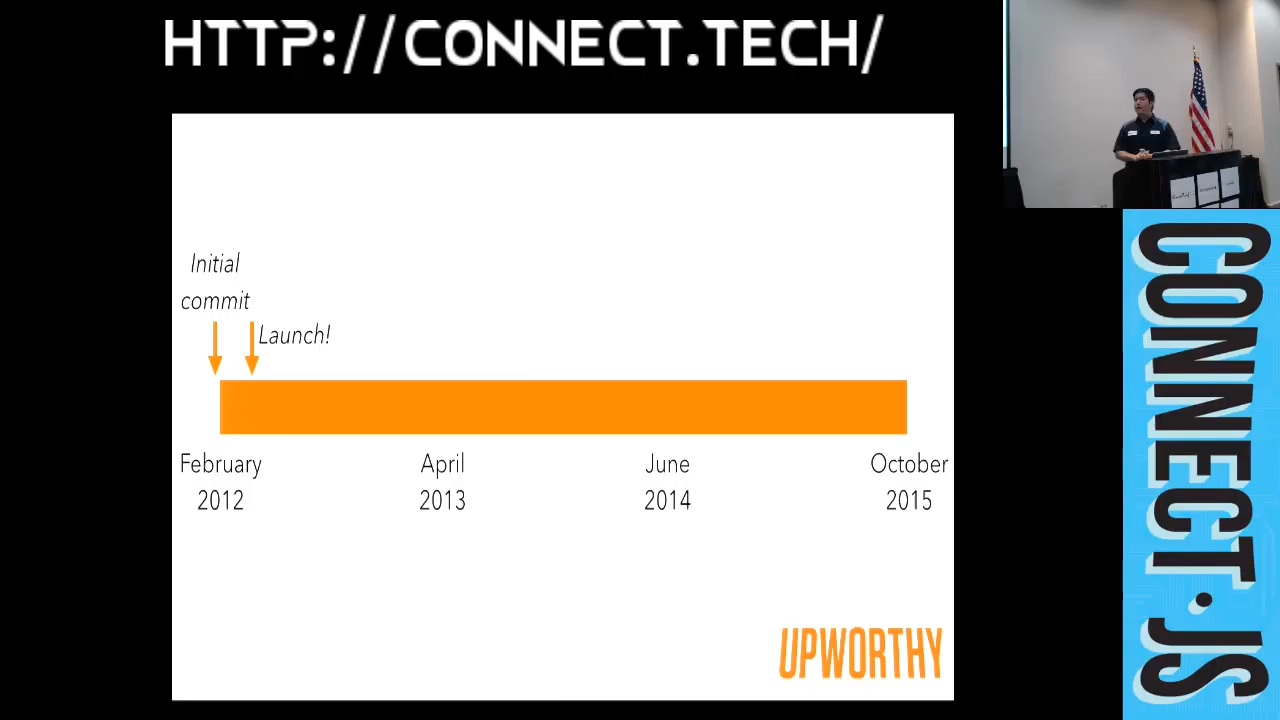 HTTP://CONNECT.TECH/
Initial
commit
Launch!
February
2012
April
2013
June
2014
October
2015
UPWORTHY
CONNECT.JS